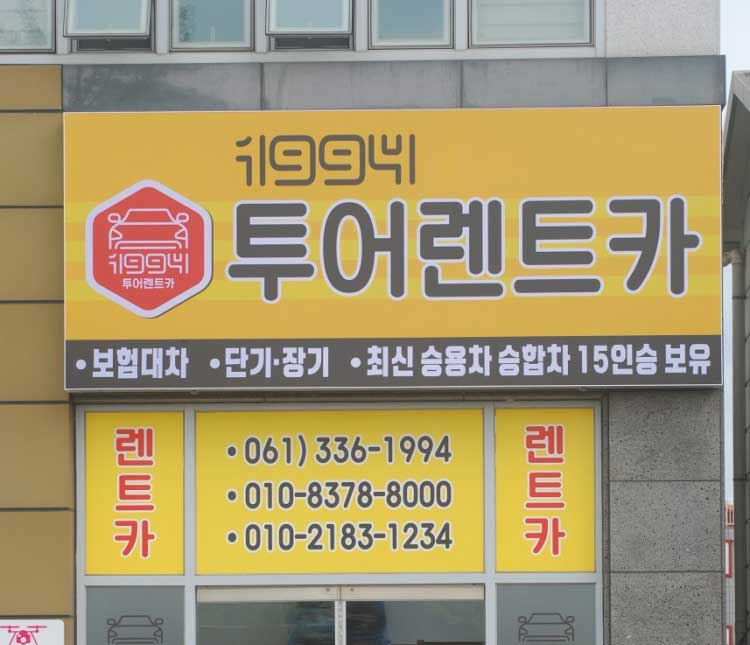 1994
투어렌트카
1994
투어렌트카
•보험대차 •단기·장기 •최신 승용차 승합차 15인승 보유
렌트카
•061) 336-1994
•010-8378-8000
•010-2183-1234
렌트카